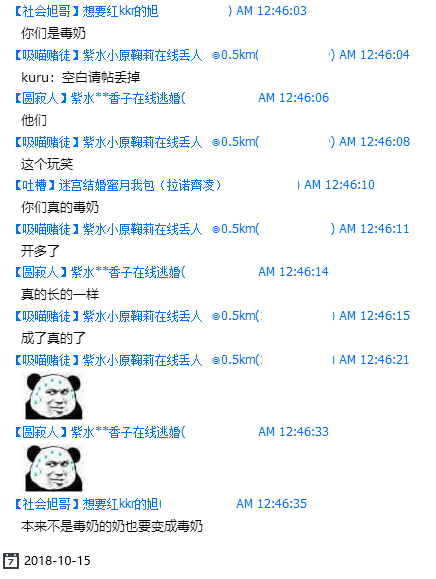 【社会旭哥】想要红kkr的旭 ) AM 12:46:03
你们是毒奶
【吸喵赌徒】紫水小原鞠莉在线丢人 @0.5km( ) AM 12:46:04
kuru：空白请帖丢掉
【圆寂人】紫水**香子在线逃婚( AM 12:46:06
他们
【吸喵赌徒】紫水小原鞠莉在线丢人 @0.5km( ) AM 12:46:08
这个玩笑
【吐槽】迷宫结婚蜜月我包（拉诺齊凌） ) AM 12:46:10
你们真的毒奶
【吸喵赌徒】紫水小原鞠莉在线丢人 @0.5km( ) AM 12:46:11
开多了
【圆寂人】紫水**香子在线逃婚( AM 12:46:14
真的长的一样
【吸喵赌徒】紫水小原鞠莉在线丢人 @0.5km( ) AM 12:46:15
成了真的了
【吸喵赌徒】紫水小原鞠莉在线丢人 @0.5km( ) AM 12:46:21
【圆寂人】紫水**香子在线逃婚( AM 12:46:33
【社会旭哥】想要红kkr的旭( AM 12:46:35
本来不是毒奶的奶也要变成毒奶
7 2018-10-15